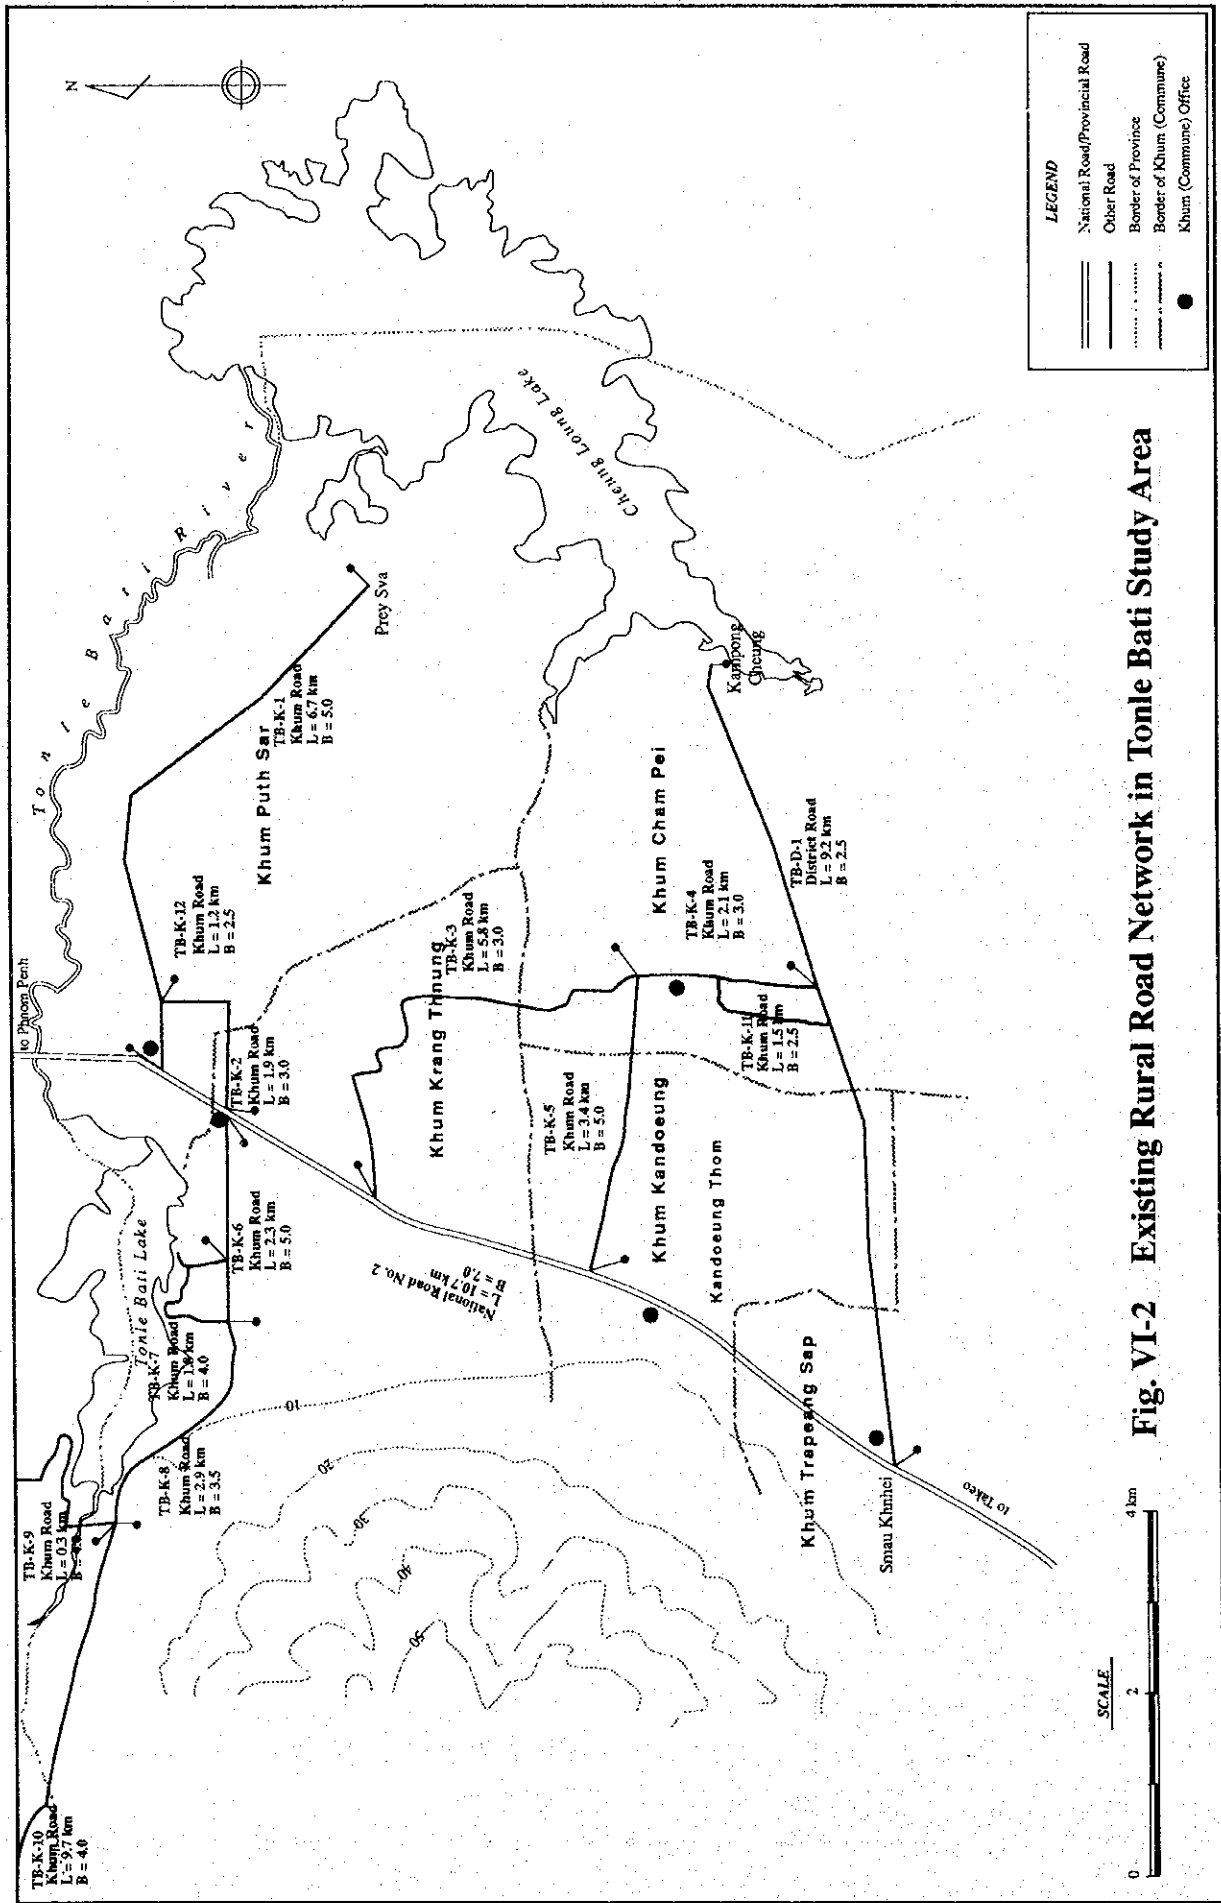 N
to Phnom Penh
Tonle Bati River
TB-K-10
Khum Road
L = 9.7 km
B = 4.0
TB-K-9
Khum Road
L = 0.3 km
TB-K-8
Khum Road
L = 2.9 km
B = 3.5
TB-K-7
Khum Road
B = 4.0
Tonle Bati Lake
TB-K-6
Khum Road
L = 2.3 km
B = 5.0
TB-K-2
Khum Road
L = 1.9 km
B = 3.0
TB-K-12
Khum Road
L = 1.2 km
B = 2.5
Khum Puth Sar
TB-K-1
Khum Road
L = 6.7 km
B = 5.0
Prey Sva
Cheung Loung Lake
10
20
30
40
50
National Road No. 2
L = 10.7 km
B = 7.0
Khum Krang Thnung
TB-K-3
Khum Road
L = 5.8 km
B = 3.0
TB-K-5
Khum Road
L = 3.4 km
B = 5.0
Khum Kandoeung
Kandoeung Thom
Khum Cham Pei
TB-K-4
Khum Road
L = 2.1 km
B = 3.0
TB-K-11
Khum Road
L = 1.5 km
B = 2.5
TB-D-1
District Road
L = 9.2 km
B = 2.5
Kampong
Cheung
Khum Trapeang Sap
Smau Khnhei
to Takeo
SCALE
0 2 4 km
LEGEND
National Road/Provincial Road
Other Road
Border of Province
Border of Khum (Commune)
Khum (Commune) Office
Fig. VI-2 Existing Rural Road Network in Tonle Bati Study Area